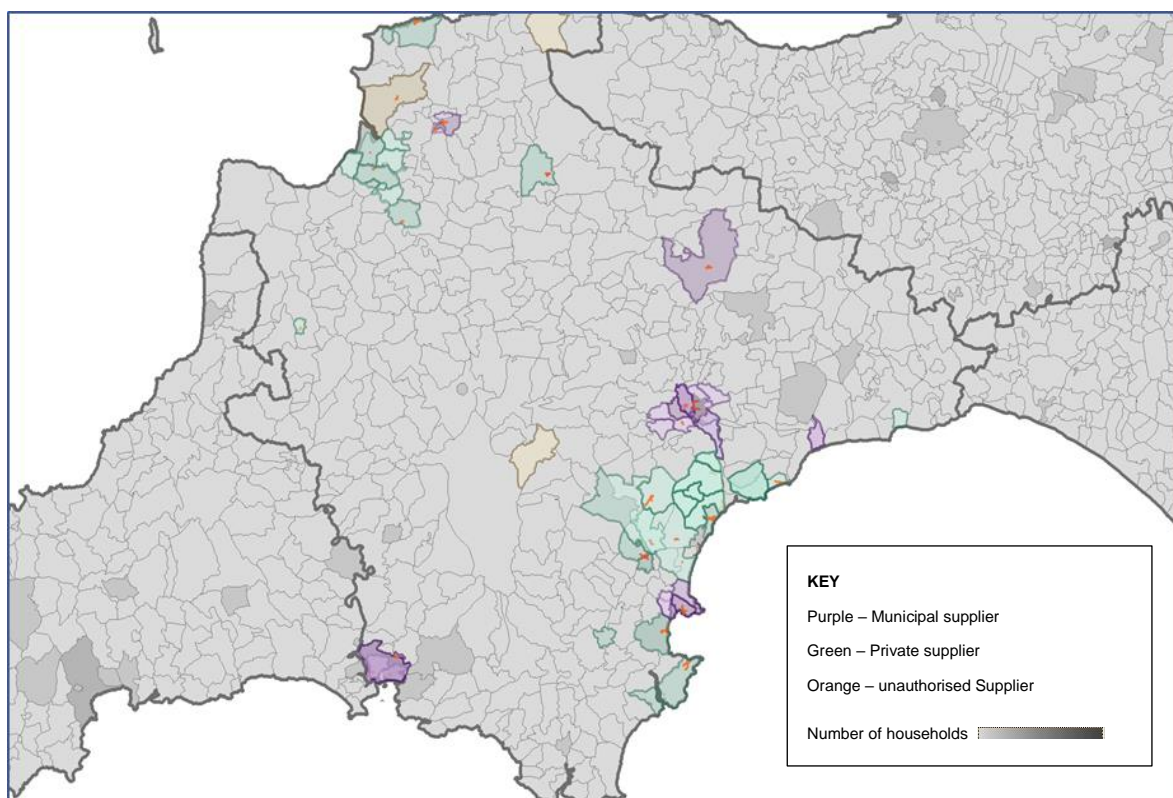 KEY
Purple – Municipal supplier
Green – Private supplier
Orange – unauthorised Supplier
Number of households